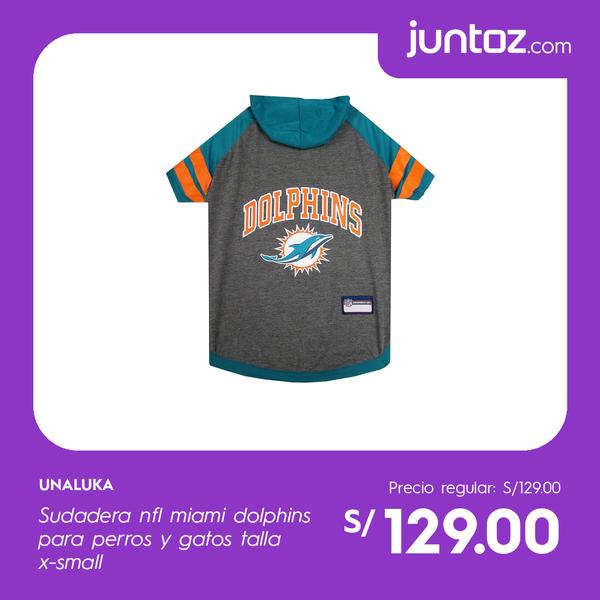 juntoz.com
DOLPHINS
UNALUKA
Sudadera nfl miami dolphins
para perros y gatos talla
x-small
Precio regular: S/129.00
S/129.00